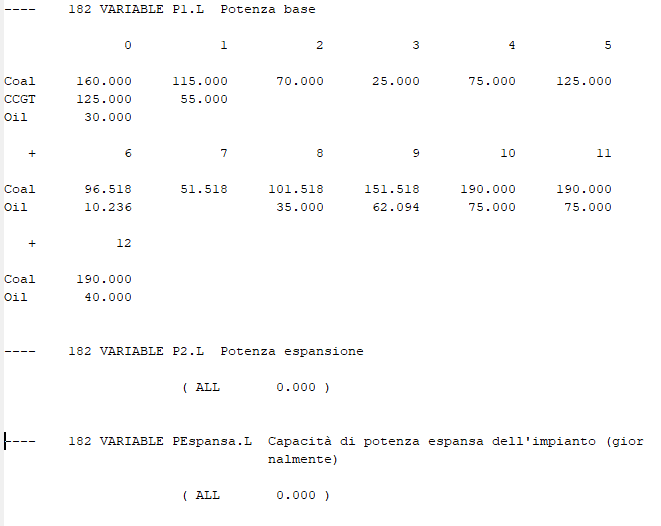 ----    182 VARIABLE P1.L  Potenza base
               0           1           2           3           4           5
Coal     160.000     115.000      70.000      25.000      75.000     125.000
CCGT     125.000      55.000
Oil       30.000
   +           6           7           8           9          10          11
Coal      96.518      51.518     101.518     151.518     190.000     190.000
Oil       10.236                  35.000      62.094      75.000      75.000
   +          12
Coal     190.000
Oil       40.000
----    182 VARIABLE P2.L  Potenza espansione
                      ( ALL       0.000 )
----    182 VARIABLE PEspansa.L  Capacità di potenza espansa dell'impianto (gior
                                 nalmente)
                      ( ALL       0.000 )